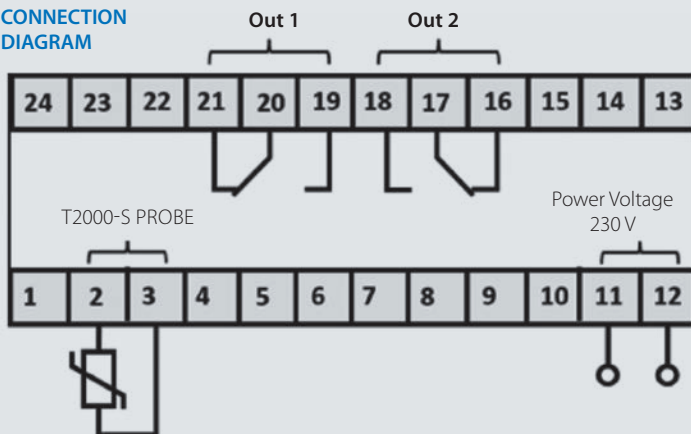 CONNECTION
DIAGRAM
Out 1 Out 2
24 23 22 21 20 19 18 17 16 15 14 13
T2000-S PROBE
Power Voltage
230 V
1 2 3 4 5 6 7 8 9 10 11 12